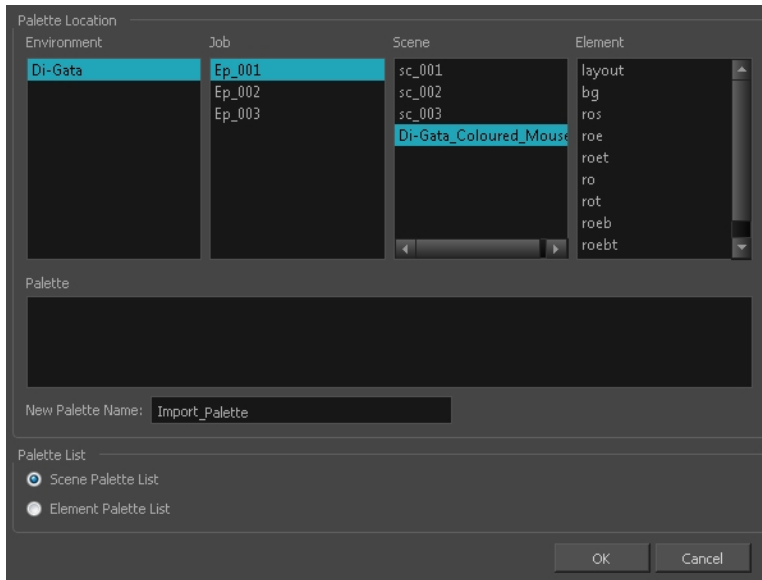 Palette Location
Environment Job Scene Element
Di-Gata Ep_001 sc_001 layout
Ep_002 sc_002 bg
Ep_003 sc_003 ros
Di-Gata_Coloured_Mouse roe
roet
ro
rot
roeb
roebt
Palette
New Palette Name: Import_Palette
Palette List
Scene Palette List
Element Palette List
OK Cancel